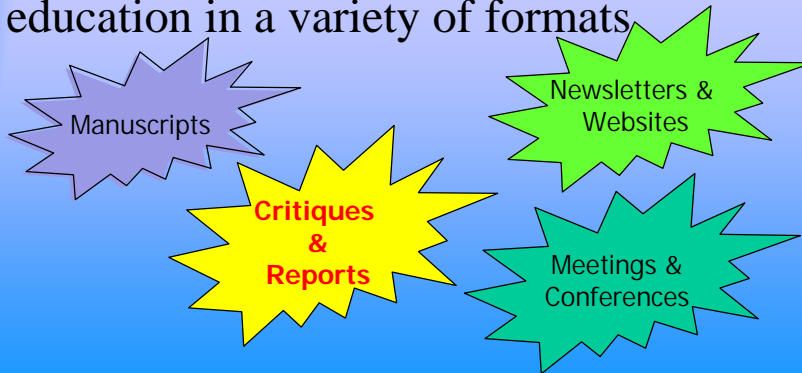 education in a variety of formats
Manuscripts
Newsletters &
Websites
Critiques
&
Reports
Meetings &
Conferences